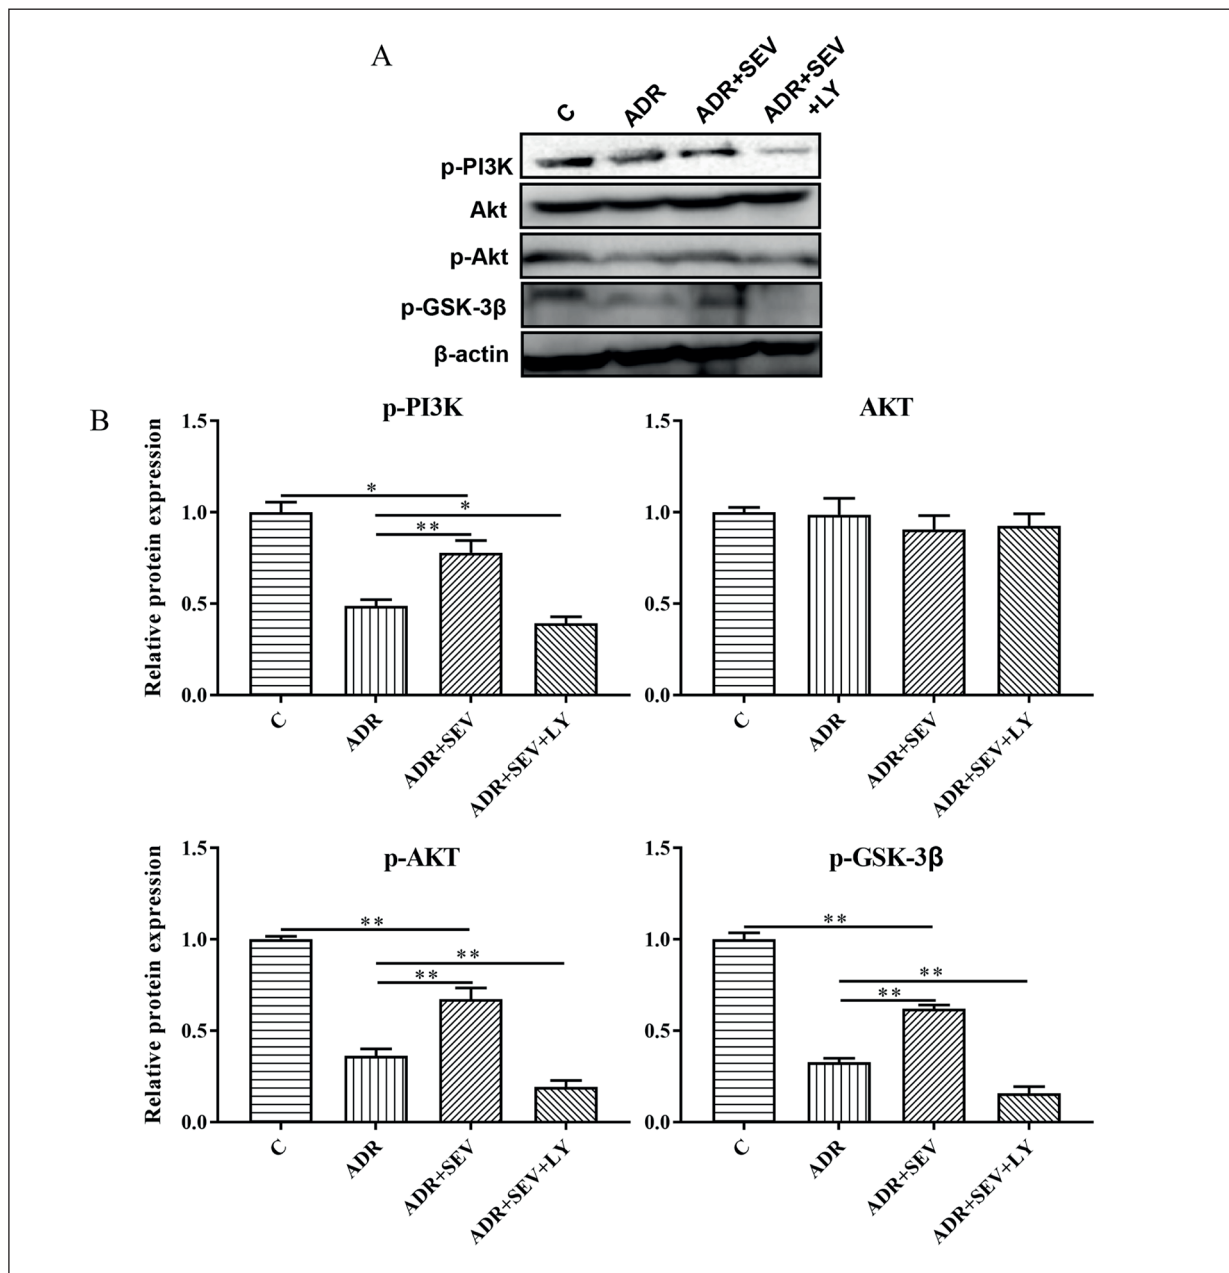 A
C
ADR
ADR+SEV
ADR+SEV
+LY
p-PI3K
Akt
p-Akt
p-GSK-3β
β-actin
B
p-PI3K
Relative protein expression
1.5
1.0
0.5
0.0
*
*
**
C
ADR
ADR+SEV
ADR+SEV+LY
AKT
1.5
1.0
0.5
0.0
C
ADR
ADR+SEV
ADR+SEV+LY
p-AKT
Relative protein expression
1.5
1.0
0.5
0.0
**
**
**
C
ADR
ADR+SEV
ADR+SEV+LY
p-GSK-3β
1.5
1.0
0.5
0.0
**
**
**
C
ADR
ADR+SEV
ADR+SEV+LY